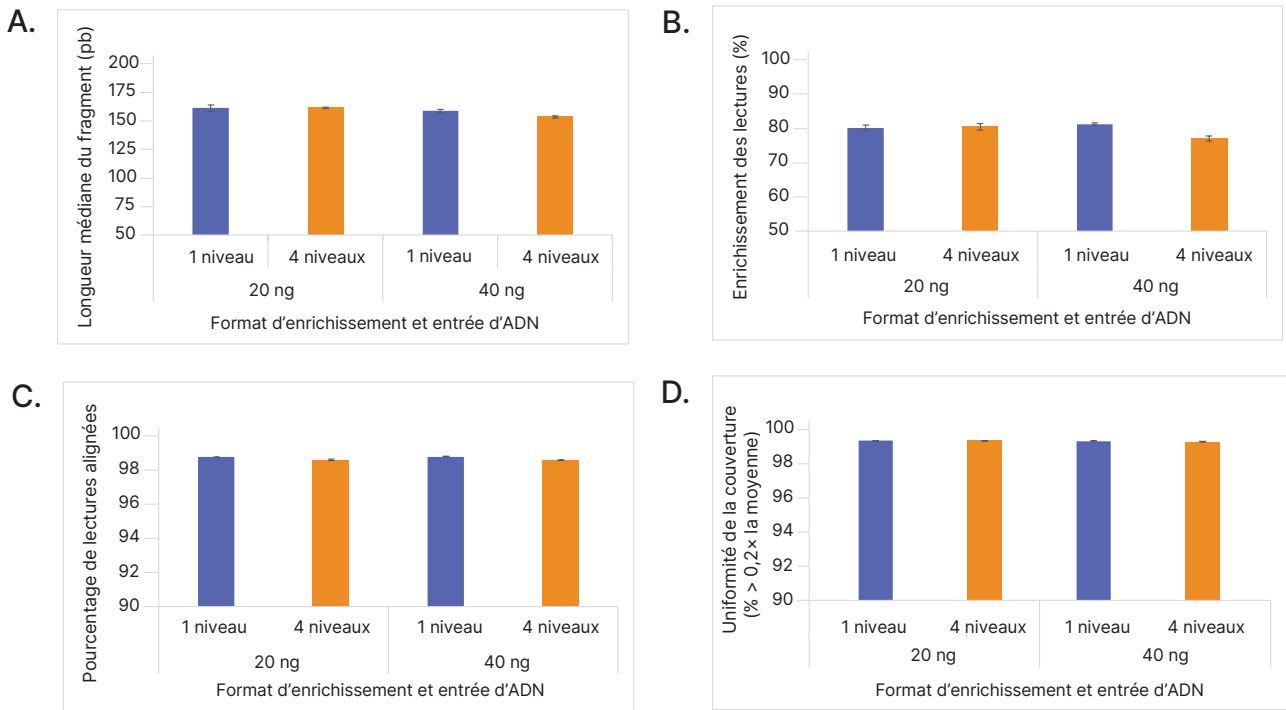 A.
Longueur médiane du fragment (pb)
200
175
150
125
100
75
50
1 niveau
4 niveaux
1 niveau
4 niveaux
20 ng
40 ng
Format d'enrichissement et entrée d'ADN
B.
Enrichissement des lectures (%)
100
90
80
70
60
50
1 niveau
4 niveaux
1 niveau
4 niveaux
20 ng
40 ng
Format d'enrichissement et entrée d'ADN
C.
Pourcentage de lectures alignées
100
98
96
94
92
90
1 niveau
4 niveaux
1 niveau
4 niveaux
20 ng
40 ng
Format d'enrichissement et entrée d'ADN
D.
Uniformité de la couverture
(% > 0,2× la moyenne)
100
98
96
94
92
90
1 niveau
4 niveaux
1 niveau
4 niveaux
20 ng
40 ng
Format d'enrichissement et entrée d'ADN